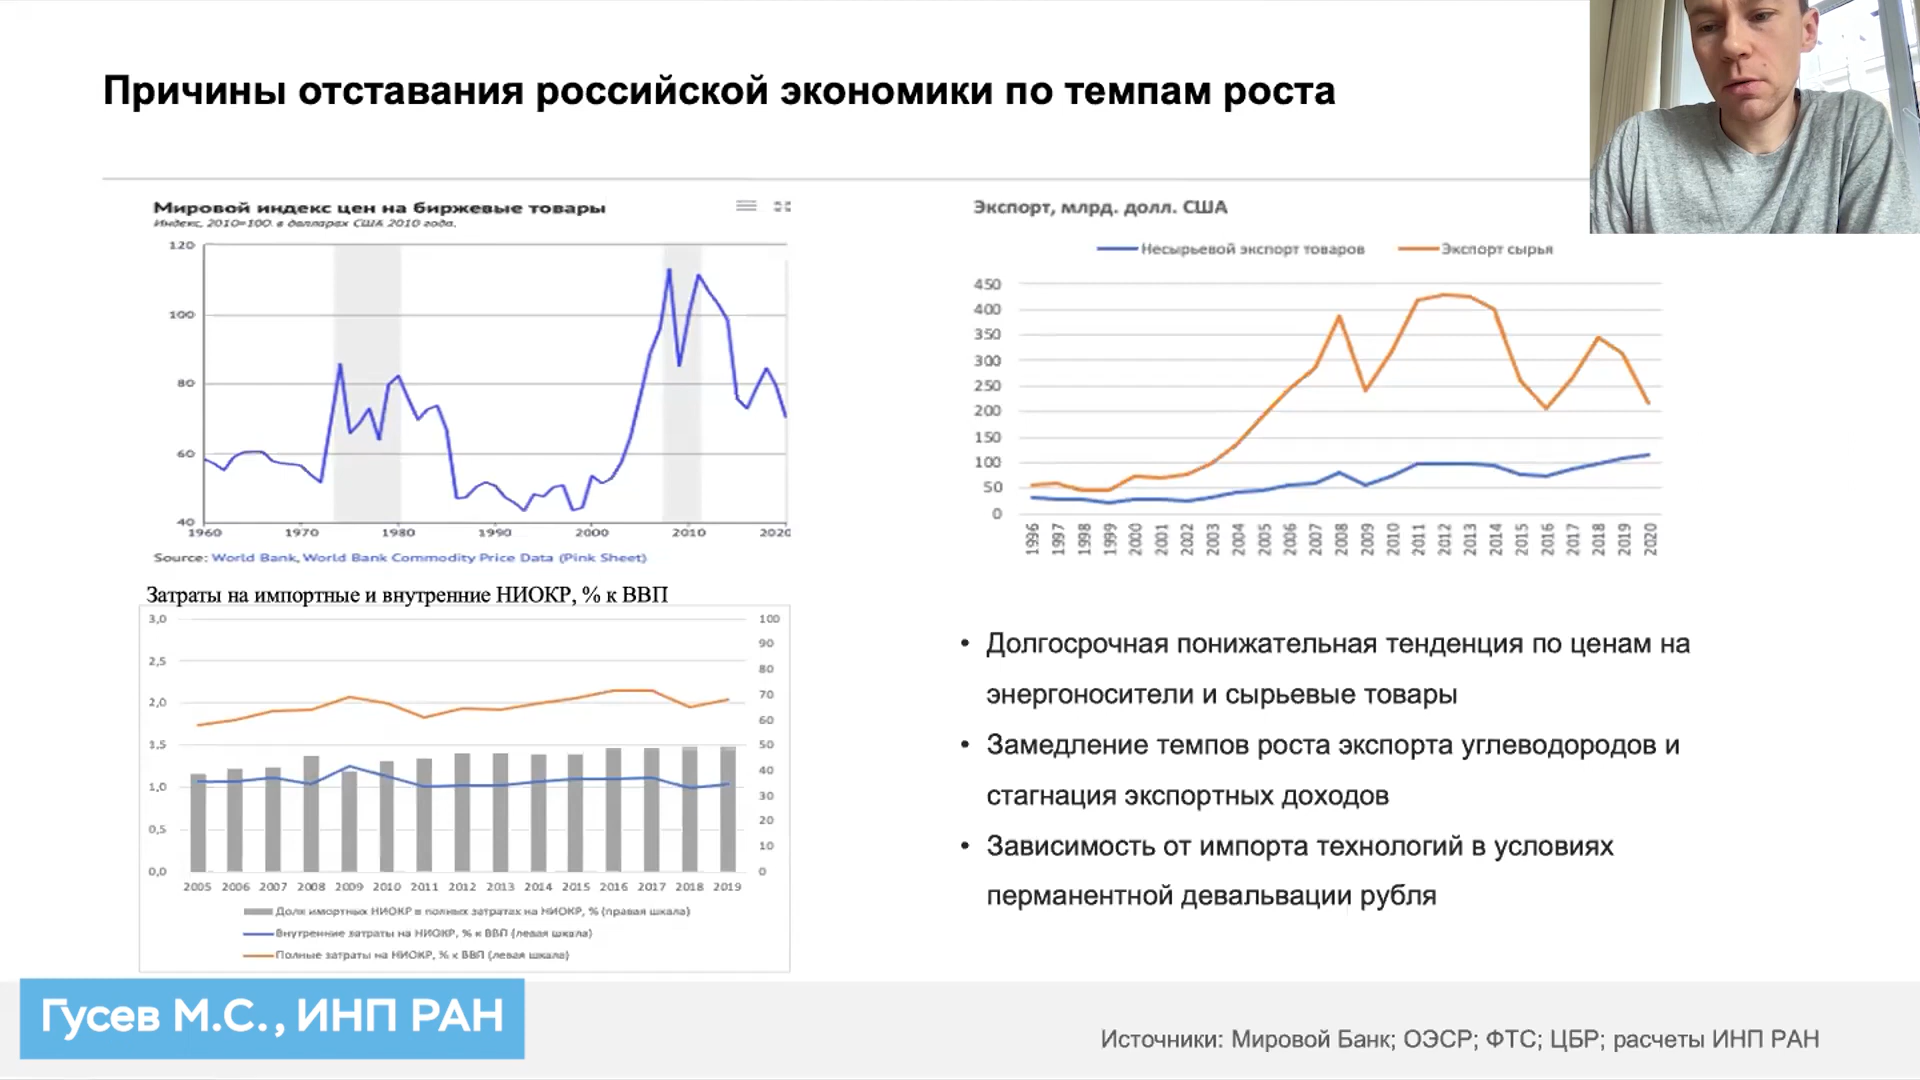 Причины отставания российской экономики по темпам роста
Мировой индекс цен на биржевые товары
Индекс, 2010=100. в долларах США 2010 года.
120
100
80
60
40
1960 1970 1980 1990 2000 2010 2020
Source: World Bank, World Bank Commodity Price Data (Pink Sheet)
Экспорт, млрд. долл. США
Несырьевой экспорт товаров Экспорт сырья
450
400
350
300
250
200
150
100
50
0
1996 1997 1998 1999 2000 2001 2002 2003 2004 2005 2006 2007 2008 2009 2010 2011 2012 2013 2014 2015 2016 2017 2018 2019 2020
Затраты на импортные и внутренние НИОКР, % к ВВП
3,0 100
90
2,5 80
70
2,0 60
1,5 50
40
1,0 30
0,5 20
10
0,0 0
2005 2006 2007 2008 2009 2010 2011 2012 2013 2014 2015 2016 2017 2018 2019
Доля имортных НИОКР в полных затратах на НИОКР, % (правая шкала)
Внутренние затраты на НИОКР, % к ВВП (левая шкала)
Полные затраты на НИОКР, % к ВВП (левая шкала)
• Долгосрочная понижательная тенденция по ценам на
энергоносители и сырьевые товары
• Замедление темпов роста экспорта углеводородов и
стагнация экспортных доходов
• Зависимость от импорта технологий в условиях
перманентной девальвации рубля
Гусев М.С., ИНП РАН
Источники: Мировой Банк; ОЭСР; ФТС; ЦБР; расчеты ИНП РАН